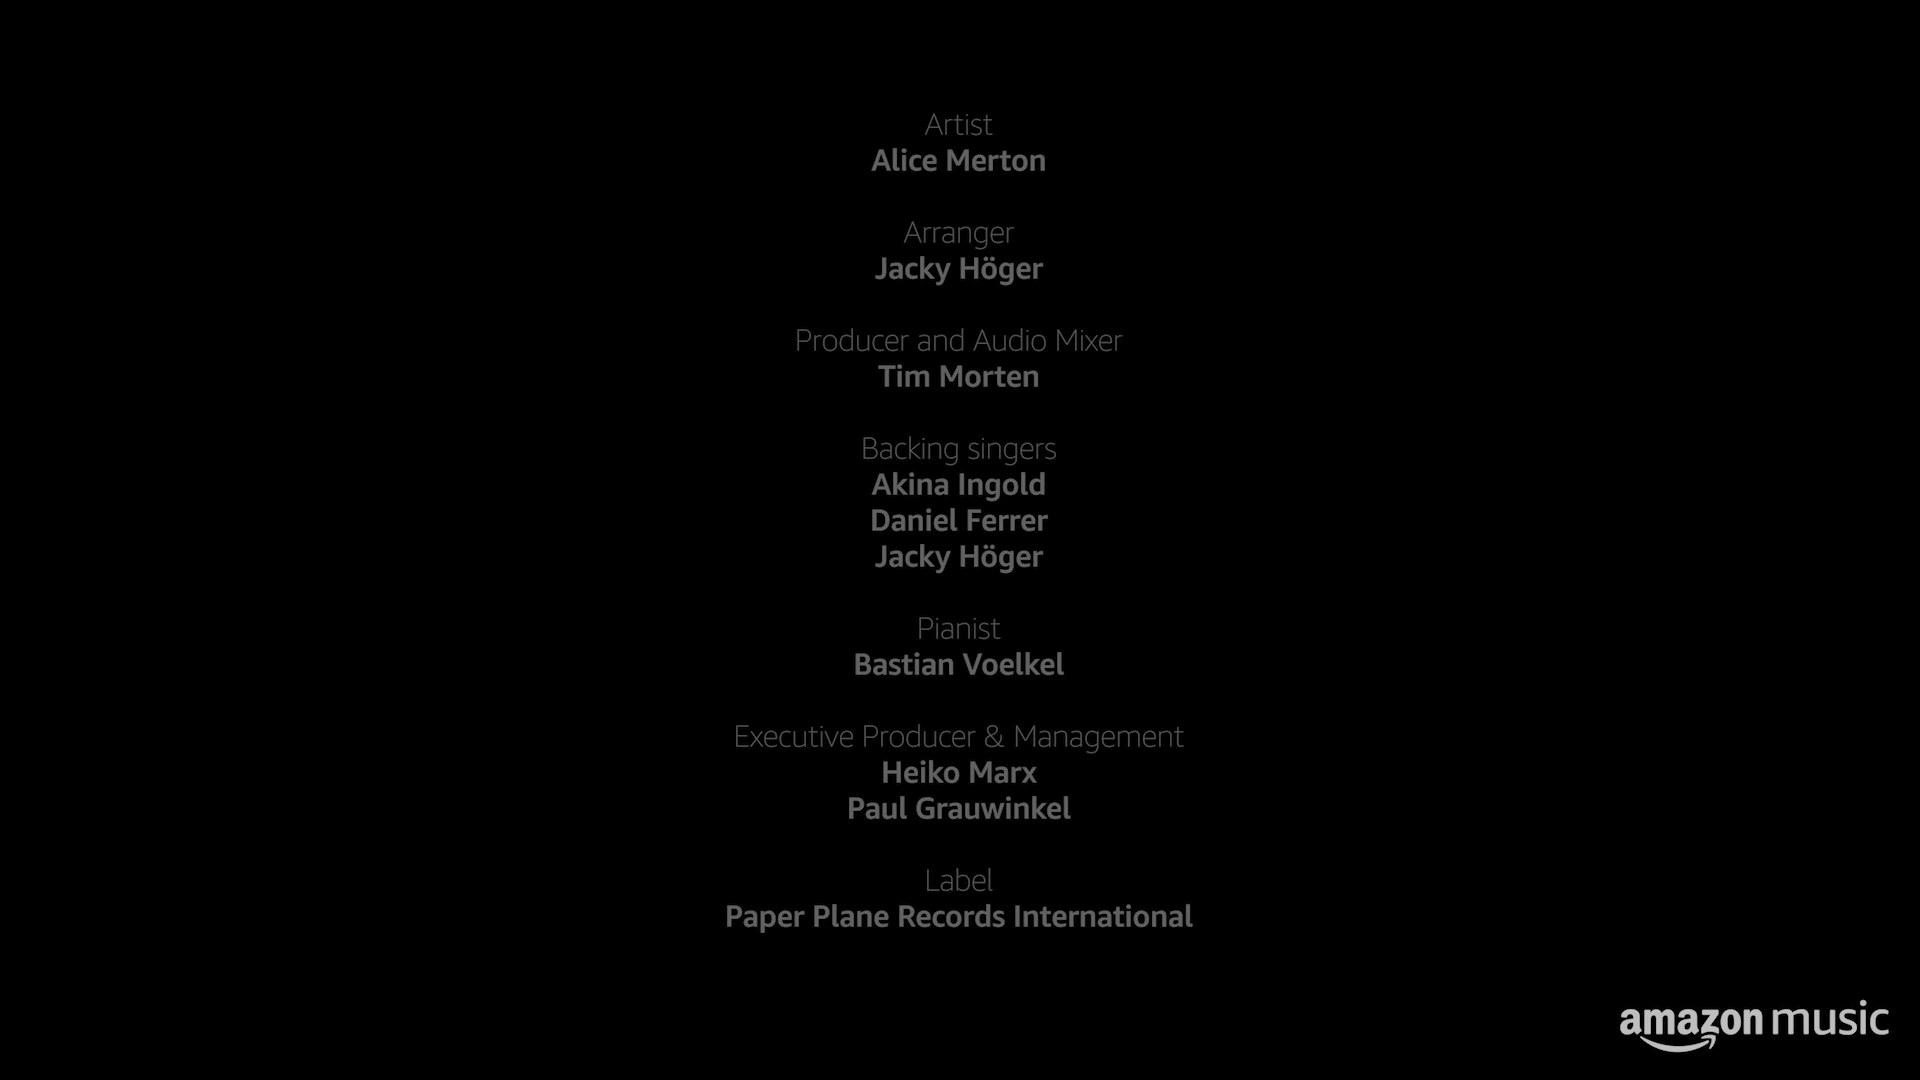 Artist
Alice Merton
Arranger
Jacky Höger
Producer and Audio Mixer
Tim Morten
Backing singers
Akina Ingold
Daniel Ferrer
Jacky Höger
Pianist
Bastian Voelkel
Executive Producer & Management
Heiko Marx
Paul Grauwinkel
Label
Paper Plane Records International
amazon music